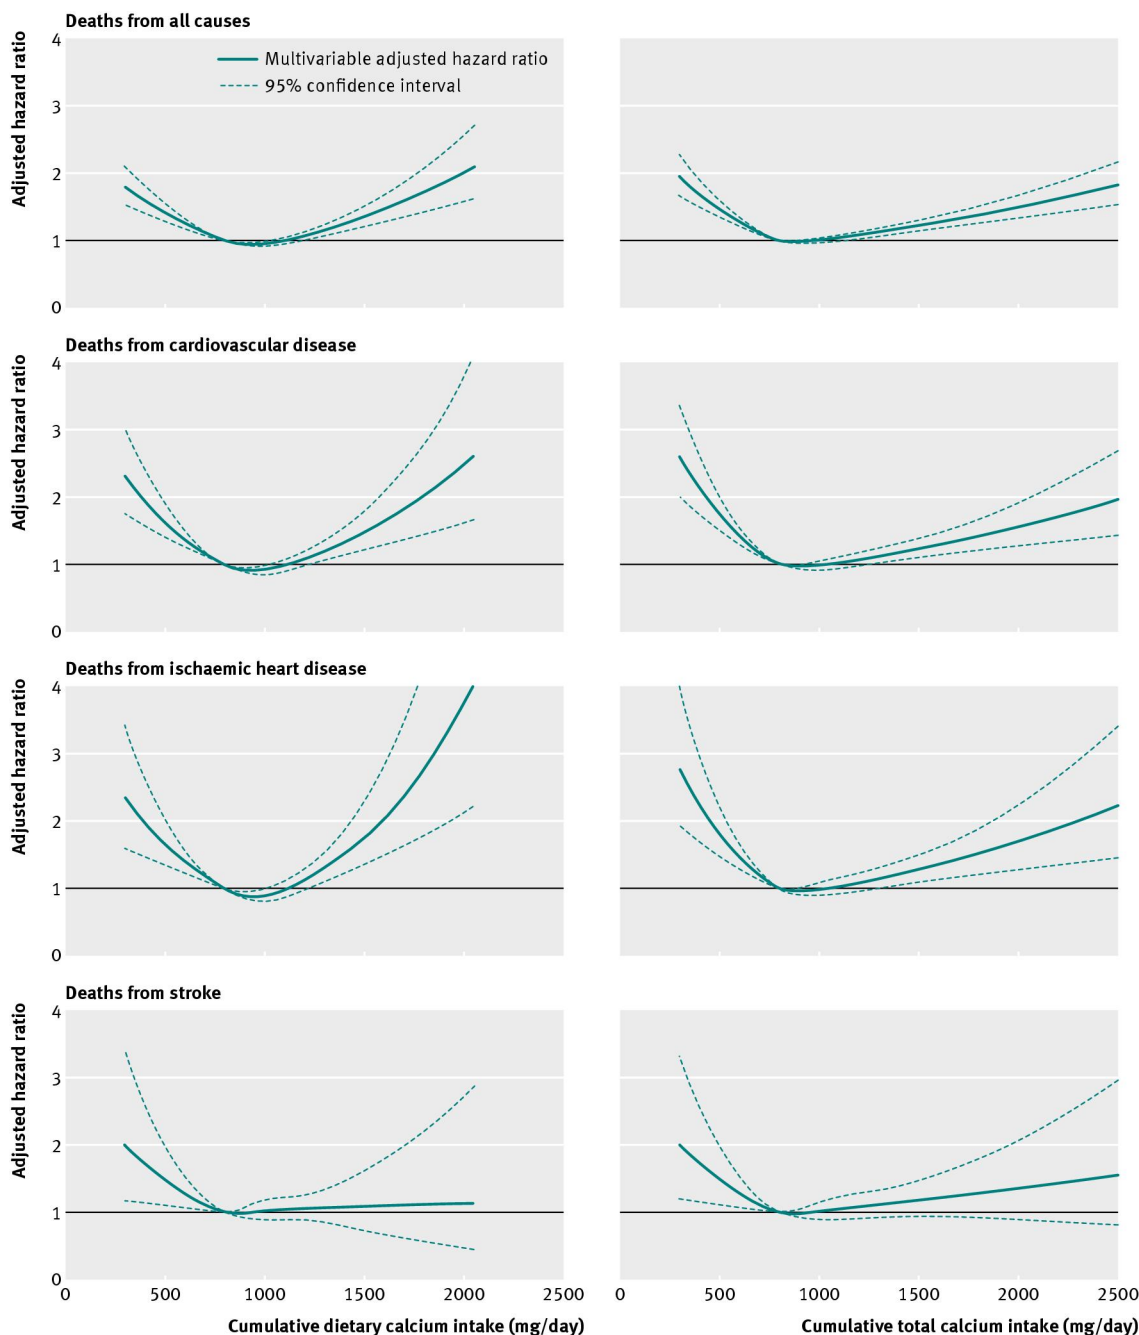 Deaths from all causes
Adjusted hazard ratio
4
3
2
1
0
Multivariable adjusted hazard ratio
95% confidence interval
Deaths from cardiovascular disease
Adjusted hazard ratio
4
3
2
1
0
Deaths from ischaemic heart disease
Adjusted hazard ratio
4
3
2
1
0
Deaths from stroke
Adjusted hazard ratio
4
3
2
1
0
0 500 1000 1500 2000 2500
Cumulative dietary calcium intake (mg/day)
0 500 1000 1500 2000 2500
Cumulative total calcium intake (mg/day)